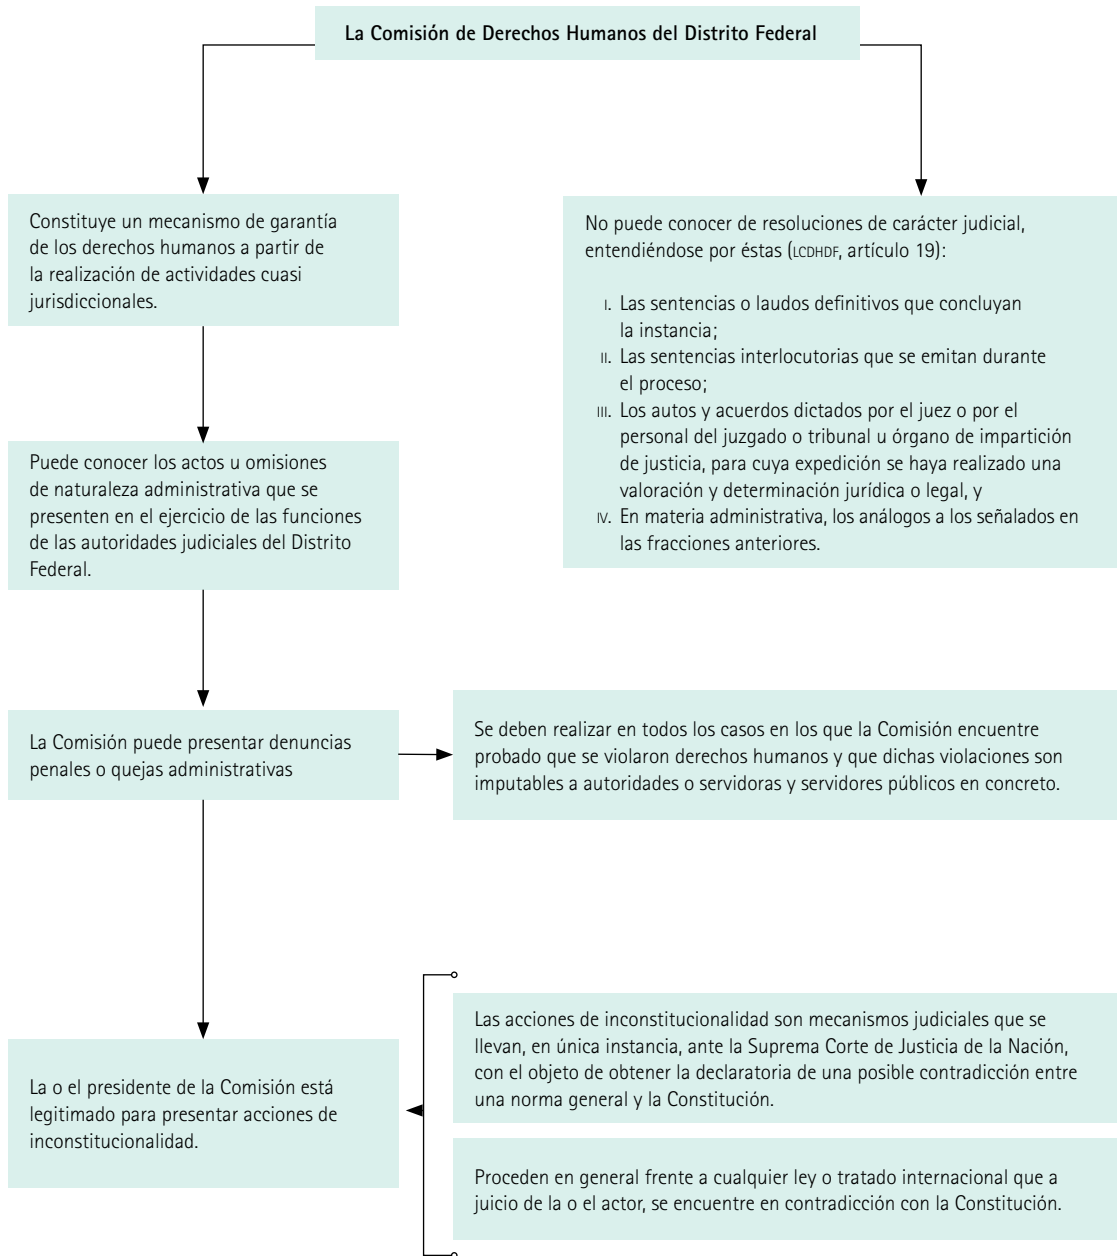 La Comisión de Derechos Humanos del Distrito Federal
Constituye un mecanismo de garantía
de los derechos humanos a partir de
la realización de actividades cuasi
jurisdiccionales.
No puede conocer de resoluciones de carácter judicial,
entendiéndose por éstas (LCDHDF, artículo 19):
I. Las sentencias o laudos definitivos que concluyan
la instancia;
II. Las sentencias interlocutorias que se emitan durante
el proceso;
III. Los autos y acuerdos dictados por el juez o por el
personal del juzgado o tribunal u órgano de impartición
de justicia, para cuya expedición se haya realizado una
valoración y determinación jurídica o legal, y
IV. En materia administrativa, los análogos a los señalados en
las fracciones anteriores.
Puede conocer los actos u omisiones
de naturaleza administrativa que se
presenten en el ejercicio de las funciones
de las autoridades judiciales del Distrito
Federal.
La Comisión puede presentar denuncias
penales o quejas administrativas
Se deben realizar en todos los casos en los que la Comisión encuentre
probado que se violaron derechos humanos y que dichas violaciones son
imputables a autoridades o servidoras y servidores públicos en concreto.
La o el presidente de la Comisión está
legitimado para presentar acciones de
inconstitucionalidad.
Las acciones de inconstitucionalidad son mecanismos judiciales que se
llevan, en única instancia, ante la Suprema Corte de Justicia de la Nación,
con el objeto de obtener la declaratoria de una posible contradicción entre
una norma general y la Constitución.
Proceden en general frente a cualquier ley o tratado internacional que a
juicio de la o el actor, se encuentre en contradicción con la Constitución.